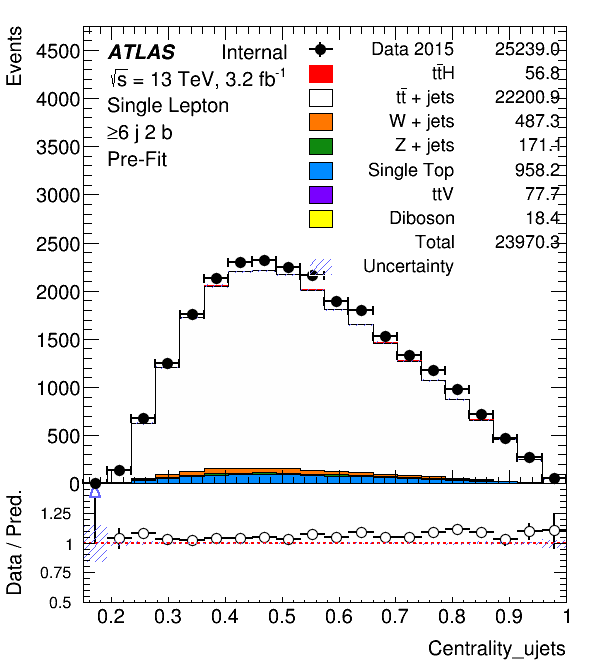 Events
4500
4000
3500
3000
2500
2000
1500
1000
500
0
ATLAS Internal
√s = 13 TeV, 3.2 fb-1
Single Lepton
≥6 j 2 b
Pre-Fit
Data 2015 25239.0
tt̄H 56.8
tt̄ + jets 22200.9
W + jets 487.3
Z + jets 171.1
Single Top 958.2
ttV 77.7
Diboson 18.4
Total 23970.3
Uncertainty
Data / Pred.
1.25
1
0.75
0.5
0.2 0.3 0.4 0.5 0.6 0.7 0.8 0.9 1
Centrality_ujets